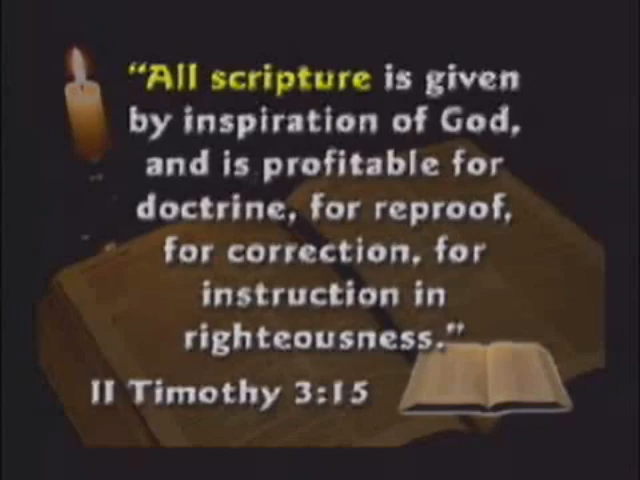 “All scripture is given
by inspiration of God,
and is profitable for
doctrine, for reproof,
for correction, for
instruction in
righteousness.”
II Timothy 3:15